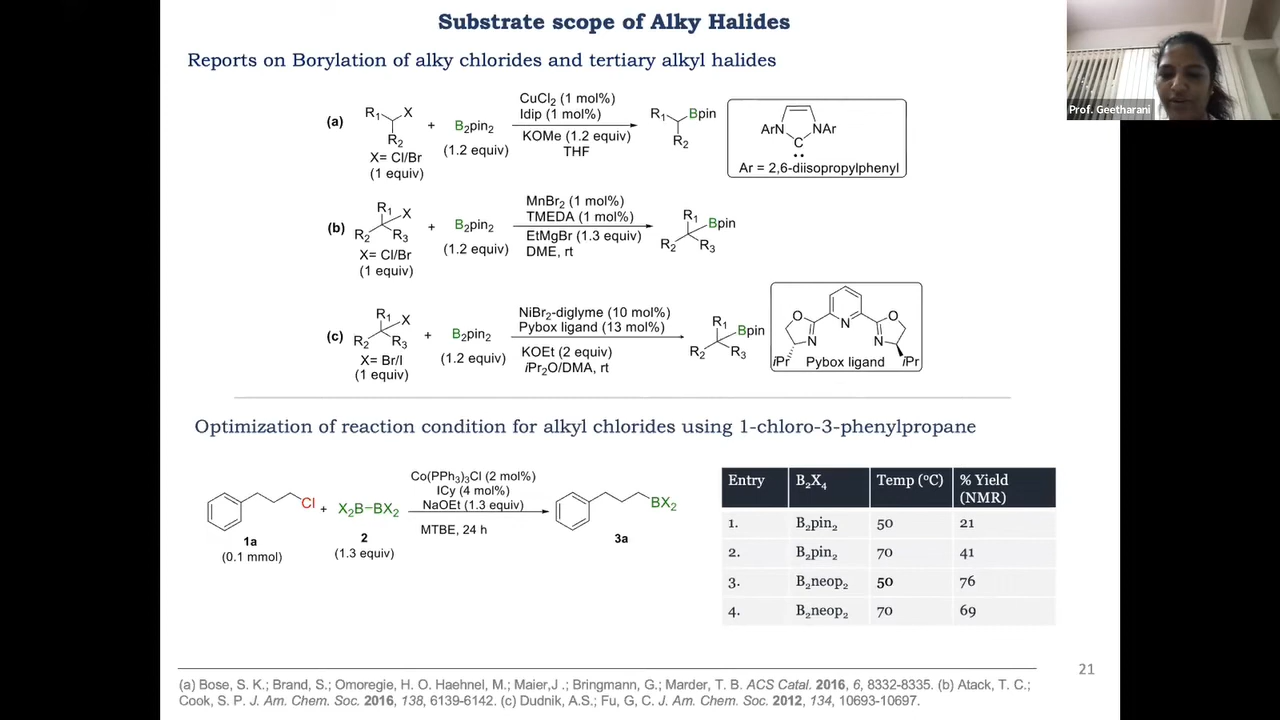 Substrate scope of Alky Halides
Reports on Borylation of alky chlorides and tertiary alkyl halides
(a)
R₁ X
R₂
X= Cl/Br
(1 equiv)
+
B₂pin₂
(1.2 equiv)
CuCl₂ (1 mol%)
Idip (1 mol%)
KOMe (1.2 equiv)
THF
R₁ Bpin
R₂
ArN NAr
C
Ar = 2,6-diisopropylphenyl
(b)
R₁ X
R₂ R₃
X= Cl/Br
(1 equiv)
+
B₂pin₂
(1.2 equiv)
MnBr₂ (1 mol%)
TMEDA (1 mol%)
EtMgBr (1.3 equiv)
DME, rt
R₁ Bpin
R₂ R₃
(c)
R₁ X
R₂ R₃
X= Br/I
(1 equiv)
+
B₂pin₂
(1.2 equiv)
NiBr₂-diglyme (10 mol%)
Pybox ligand (13 mol%)
KOEt (2 equiv)
iPr₂O/DMA, rt
R₁ Bpin
R₂ R₃
O N O
N N
iPr Pybox ligand iPr
Optimization of reaction condition for alkyl chlorides using 1-chloro-3-phenylpropane
Cl
1a
(0.1 mmol)
+
X₂B–BX₂
2
(1.3 equiv)
Co(PPh₃)₃Cl (2 mol%)
ICy (4 mol%)
NaOEt (1.3 equiv)
MTBE, 24 h
BX₂
3a
Entry B₂X₄ Temp (°C) % Yield (NMR)
1. B₂pin₂ 50 21
2. B₂pin₂ 70 41
3. B₂neop₂ 50 76
4. B₂neop₂ 70 69
21
(a) Bose, S. K.; Brand, S.; Omoregie, H. O. Haehnel, M.; Maier,J .; Bringmann, G.; Marder, T. B. ACS Catal. 2016, 6, 8332-8335. (b) Atack, T. C.;
Cook, S. P. J. Am. Chem. Soc. 2016, 138, 6139-6142. (c) Dudnik, A.S.; Fu, G, C. J. Am. Chem. Soc. 2012, 134, 10693-10697.
Prof. Geetharani